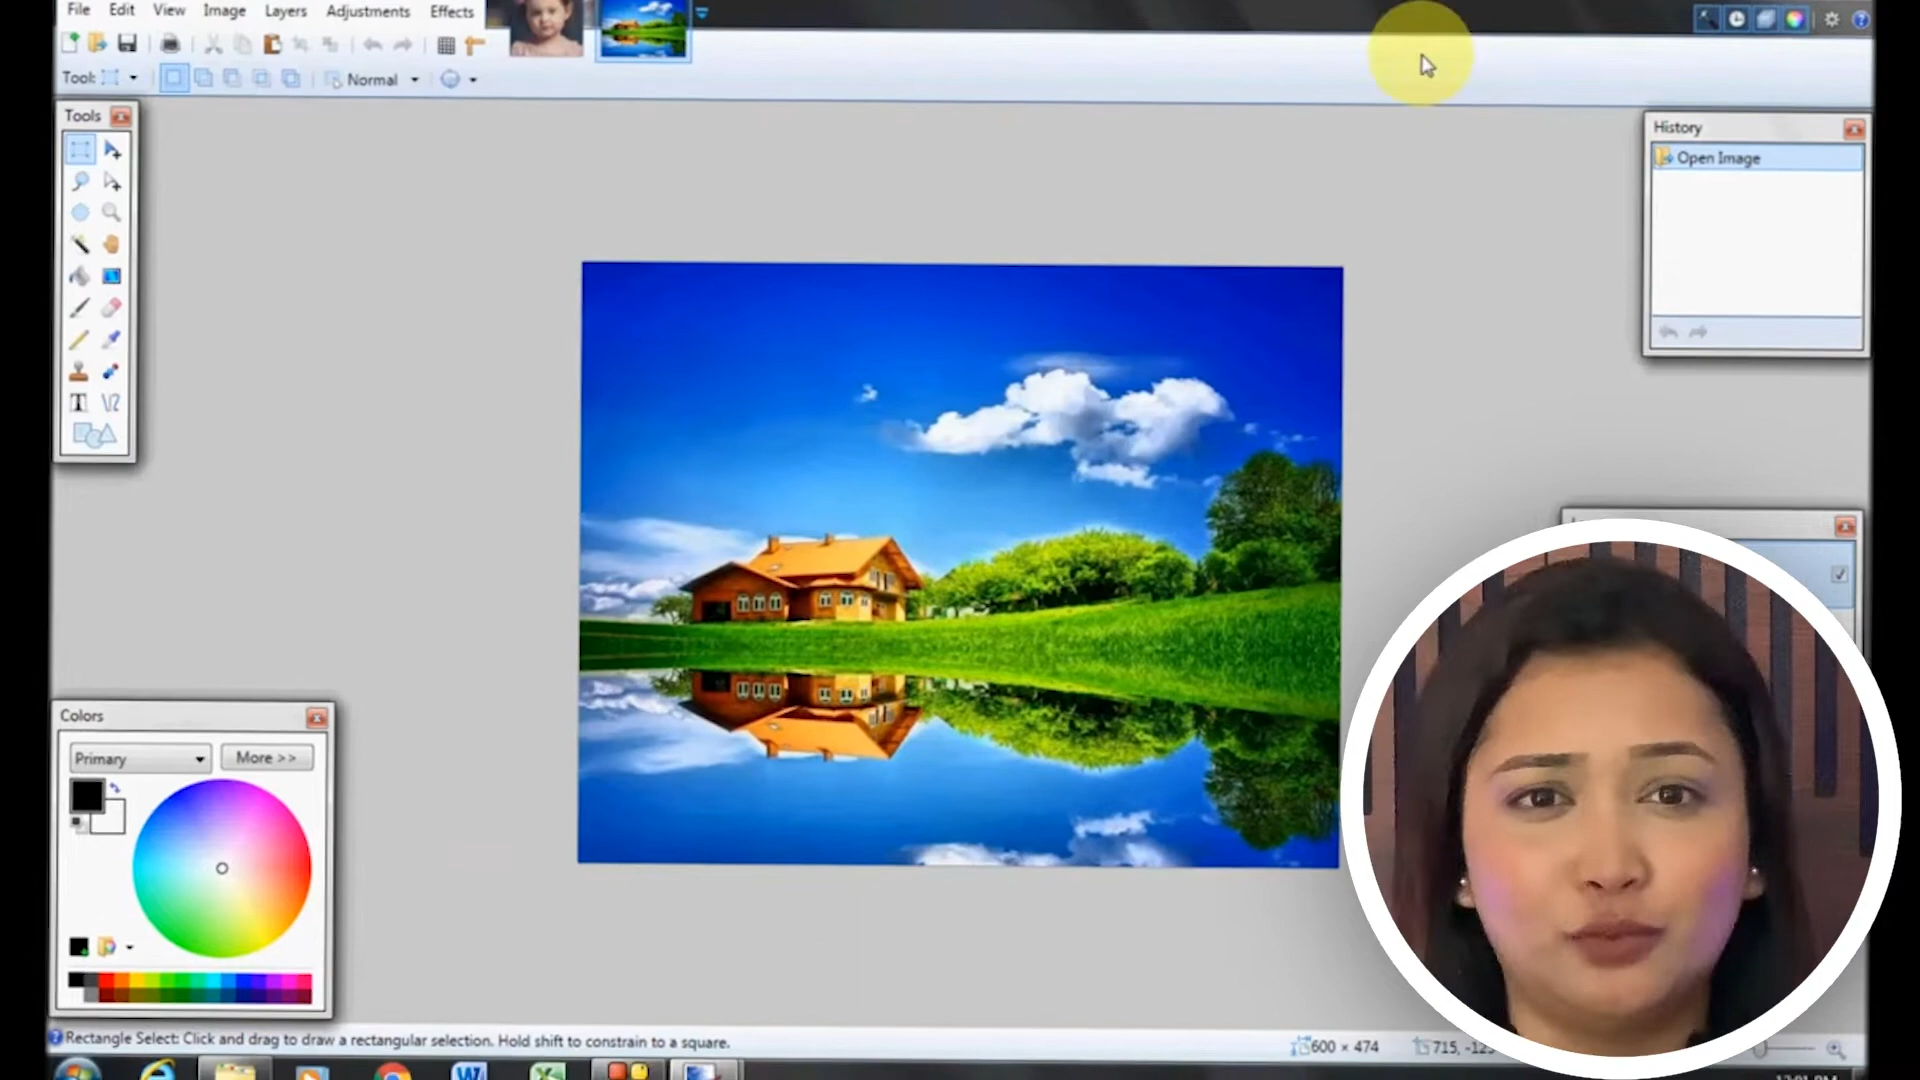 File Edit View Image Layers Adjustments Effects
Tool: Normal
Tools
History
Open Image
Colors
Primary More >>
Rectangle Select: Click and drag to draw a rectangular selection. Hold shift to constrain to a square.
600 × 474